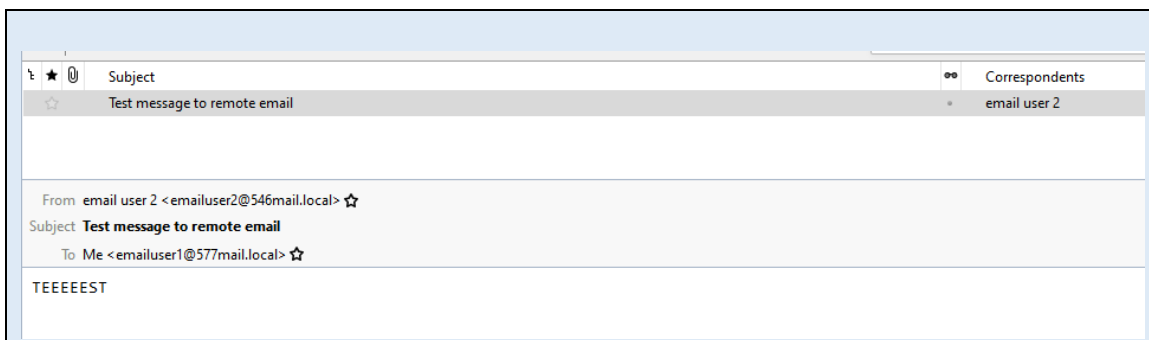 Subject Correspondents
Test message to remote email email user 2
From email user 2 <emailuser2@546mail.local>
Subject Test message to remote email
To Me <emailuser1@577mail.local>
TEEEEEST